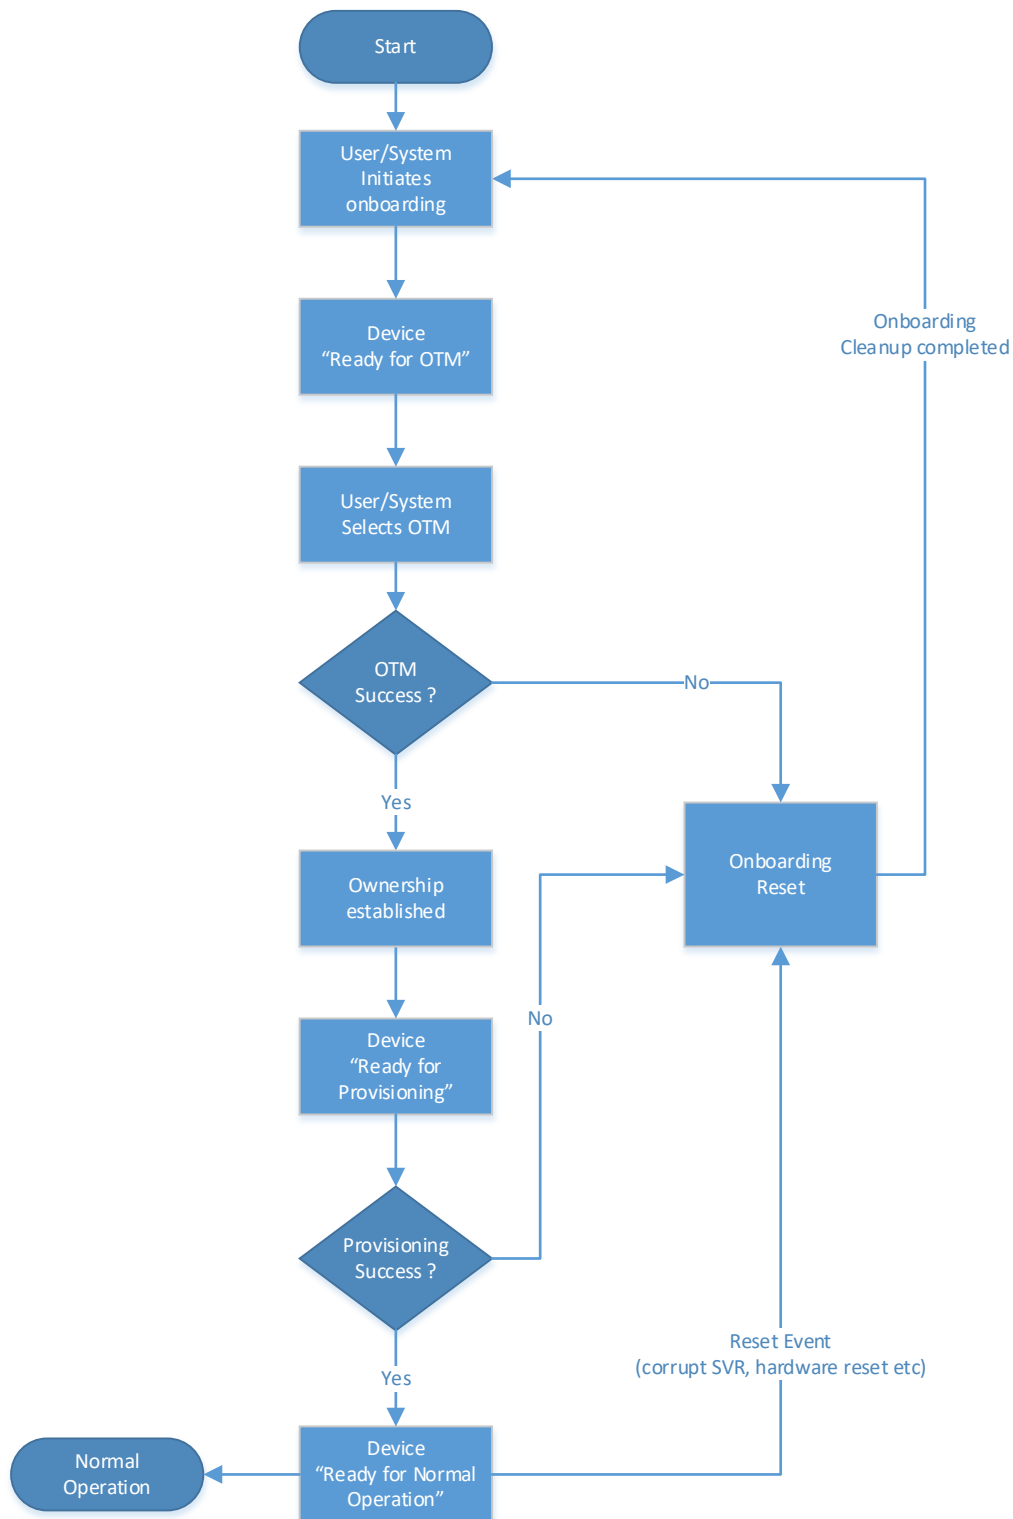 Start
User/System
Initiates
onboarding
Onboarding
Cleanup completed
Device
“Ready for OTM”
User/System
Selects OTM
OTM
Success ?
No
Yes
Onboarding
Reset
Ownership
established
No
Device
“Ready for
Provisioning”
Provisioning
Success ?
Reset Event
(corrupt SVR, hardware reset etc)
Yes
Normal
Operation
Device
“Ready for Normal
Operation”